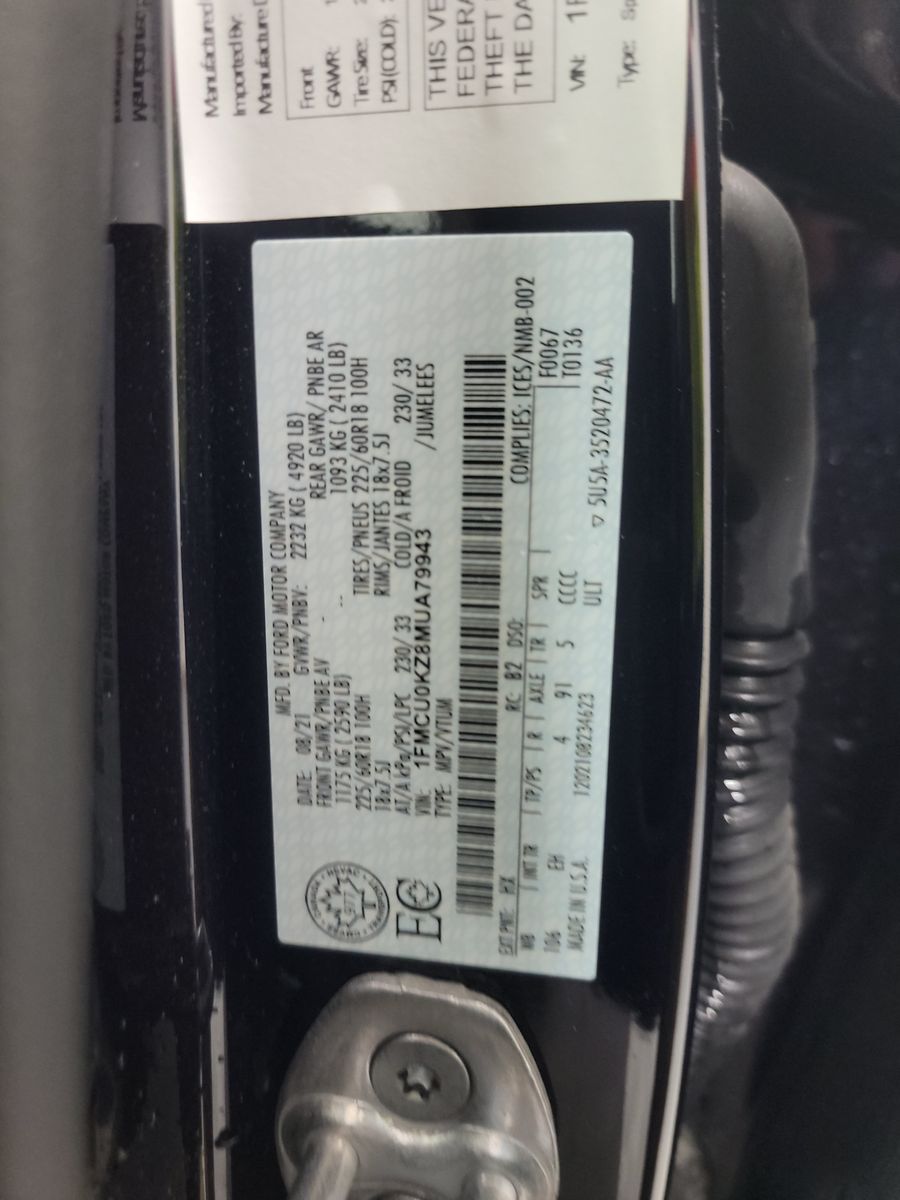 MFD. BY FORD MOTOR COMPANY
DATE: 08/21 GVWR/PNBV: 2232 KG ( 4920 LB)
FRONT GAWR/PNBE AV REAR GAWR/ PNBE AR
1175 KG ( 2590 LB) -- 1093 KG ( 2410 LB)
225/60R18 100H TIRES/PNEUS 225/60R18 100H
18x7.5J RIMS/JANTES 18x7.5J
AT/A kPa/PSI/LPC 230/ 33 COLD/A FROID 230/ 33
VIN: 1FMCU0KZ8MUA79943 /JUMELEES
TYPE: MPV/VTUM
EC
EXT PNT: HX RC: B2 DSO: COMPLIES: ICES/NMB-002
WB | INT TR | TP/PS | R | AXLE | TR | SPR | F0067
106 EH 4 91 5 CCCC T0136
MADE IN U.S.A. 1202108234623 ULT
5U5A-3520472-AA
Manufactured
Imported By:
Manufacture D
Front
GAWR:
Tire Size:
PSI (COLD):
THIS VE
FEDERA
THEFT
THE DA
VIN: 1F
Type: Sp